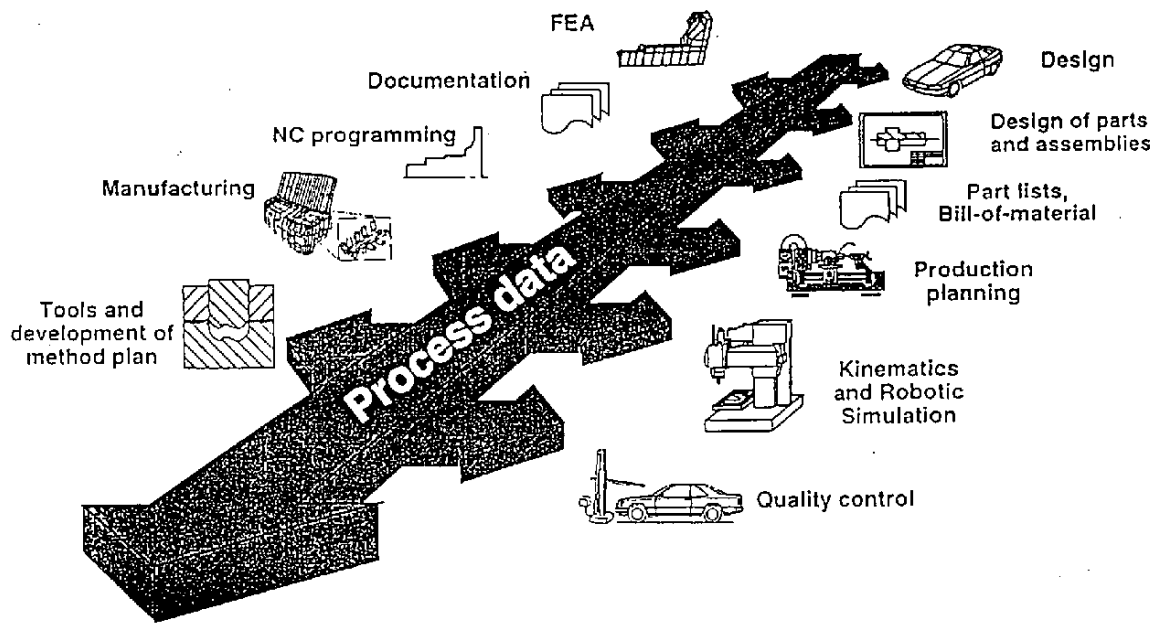 FEA
Design
Documentation
Design of parts
and assemblies
NC programming
Manufacturing
Part lists,
Bill-of-material
Process data
Production
planning
Tools and
development of
method plan
Kinematics
and Robotic
Simulation
Quality control